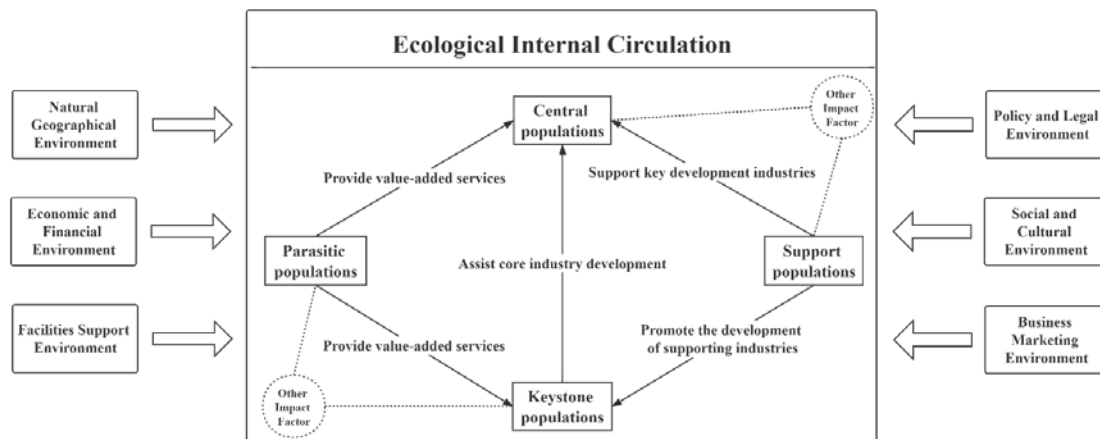 Ecological Internal Circulation
Natural
Geographical
Environment
Economic and
Financial
Environment
Facilities Support
Environment
Central
populations
Other
Impact
Factor
Provide value-added services
Support key development industries
Parasitic
populations
Assist core industry development
Support
populations
Provide value-added services
Promote the development
of supporting industries
Other
Impact
Factor
Keystone
populations
Policy and Legal
Environment
Social and
Cultural
Environment
Business
Marketing
Environment